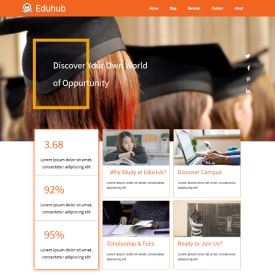 Eduhub
Home Blog Services Contact About
Discover Your Own World
of Oppurtunity
3.68
Lorem ipsum dolor sit amet,
consectetur adipiscing elit
92%
Lorem ipsum dolor sit amet,
consectetur adipiscing elit
95%
Lorem ipsum dolor sit amet,
consectetur adipiscing elit
Why Study at EduHub?
Lorem ipsum dolor sit amet, consectetur
adipiscing elit
Discover Campus
Lorem ipsum dolor sit amet, consectetur
adipiscing elit
Scholarship & Fees
Lorem ipsum dolor sit amet, consectetur
adipiscing elit
Ready to Join Us?
Lorem ipsum dolor sit amet, consectetur
adipiscing elit